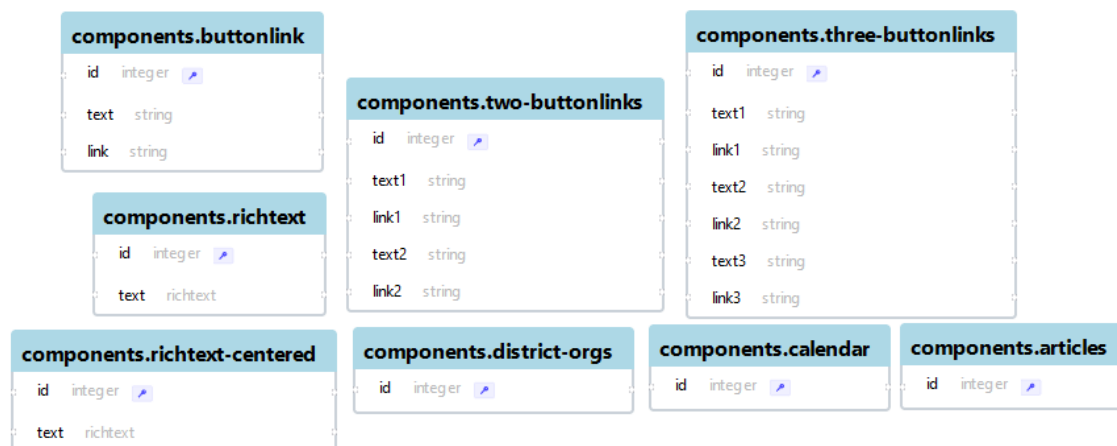 components.buttonlink
id integer
text string
link string
components.two-buttonlinks
id integer
text1 string
link1 string
text2 string
link2 string
components.three-buttonlinks
id integer
text1 string
link1 string
text2 string
link2 string
text3 string
link3 string
components.richtext
id integer
text richtext
components.richtext-centered
id integer
text richtext
components.district-orgs
id integer
components.calendar
id integer
components.articles
id integer